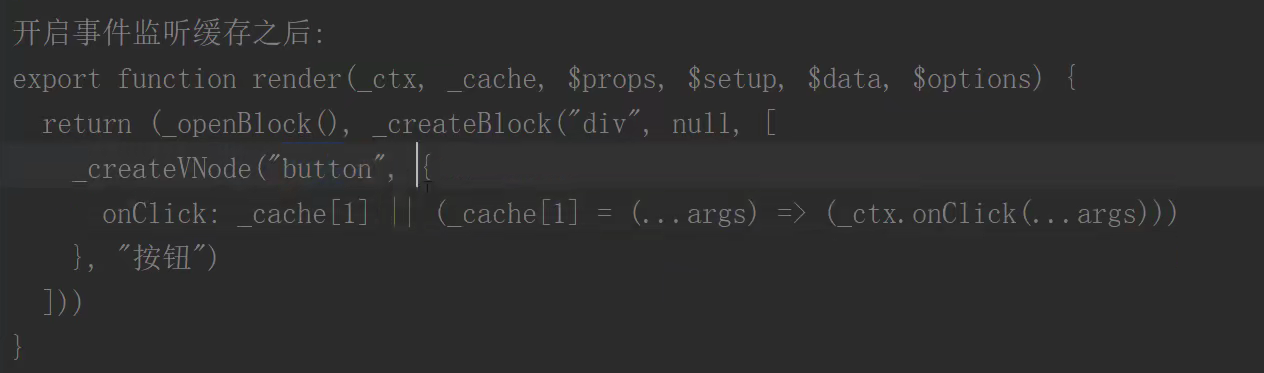 开启事件监听缓存之后:
export function render(_ctx, _cache, $props, $setup, $data, $options) {
  return (_openBlock(), _createBlock("div", null, [
    _createVNode("button", {
      onClick: _cache[1] || (_cache[1] = (...args) => (_ctx.onClick(...args)))
    }, "按钮")
  ]))
}